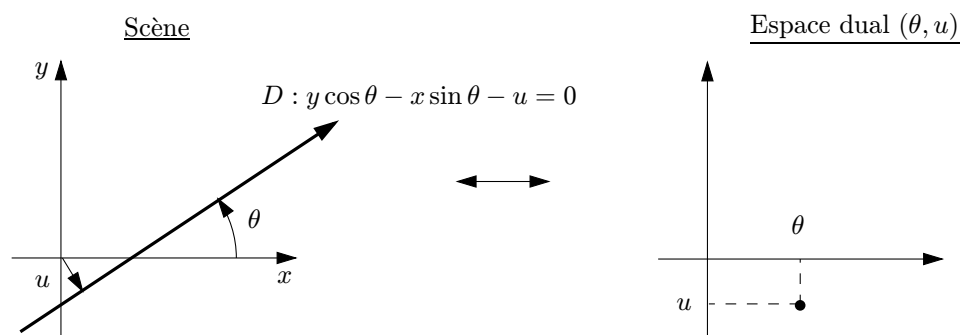 Scène
Espace dual (θ, u)
y
D : y cos θ − x sin θ − u = 0
θ
θ
x
u
u